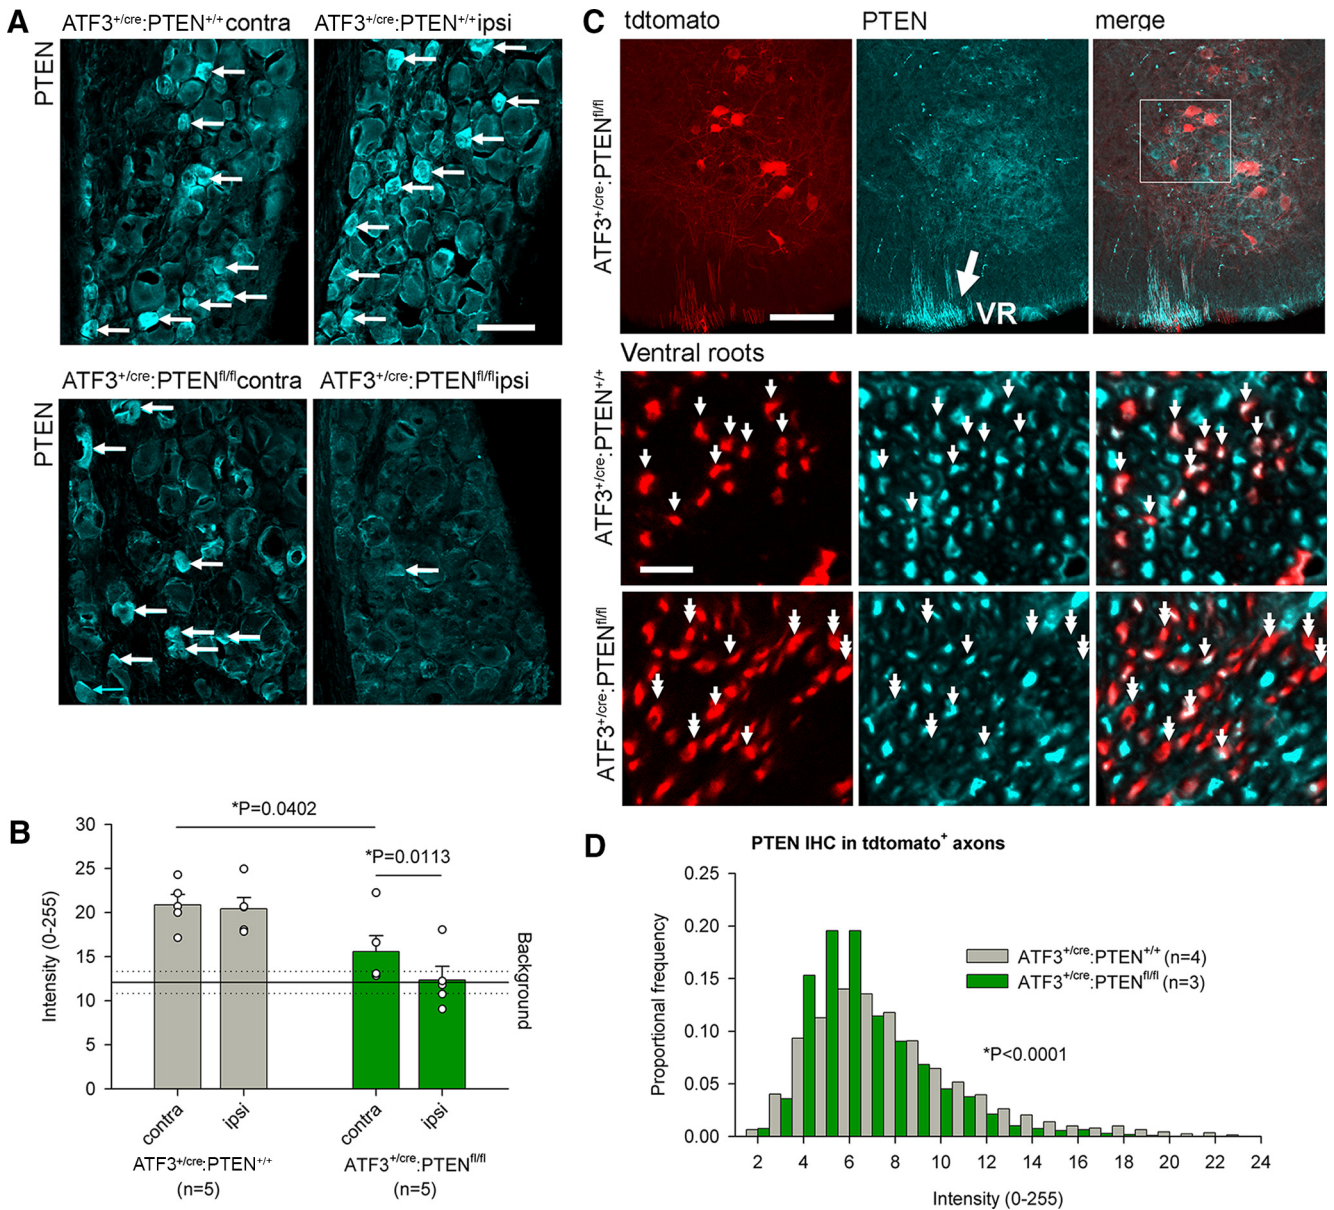 A
ATF3+/cre:PTEN+/+ contra
ATF3+/cre:PTEN+/+ ipsi
PTEN
ATF3+/cre:PTENfl/fl contra
ATF3+/cre:PTENfl/fl ipsi
PTEN
C
tdtomato
PTEN
merge
ATF3+/cre:PTENfl/fl
VR
Ventral roots
ATF3+/cre:PTEN+/+
ATF3+/cre:PTENfl/fl
B
*P=0.0402
*P=0.0113
Intensity (0-255)
30
25
20
15
10
5
0
Background
contra
ipsi
contra
ipsi
ATF3+/cre:PTEN+/+
(n=5)
ATF3+/cre:PTENfl/fl
(n=5)
D
PTEN IHC in tdtomato+ axons
Proportional frequency
0.25
0.20
0.15
0.10
0.05
0.00
ATF3+/cre:PTEN+/+ (n=4)
ATF3+/cre:PTENfl/fl (n=3)
*P<0.0001
2 4 6 8 10 12 14 16 18 20 22 24
Intensity (0-255)